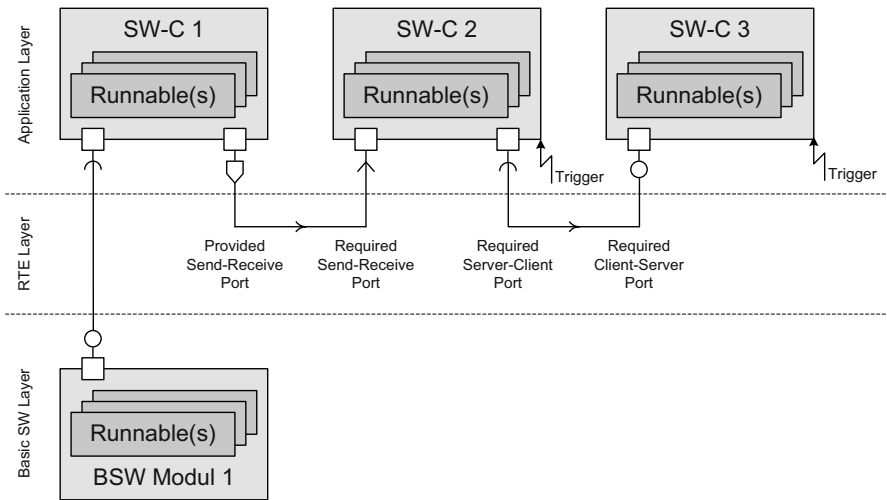 Application Layer
SW-C 1
Runnable(s)
SW-C 2
Runnable(s)
SW-C 3
Runnable(s)
Trigger
Trigger
RTE Layer
Provided
Send-Receive
Port
Required
Send-Receive
Port
Required
Server-Client
Port
Required
Client-Server
Port
Basic SW Layer
Runnable(s)
BSW Modul 1